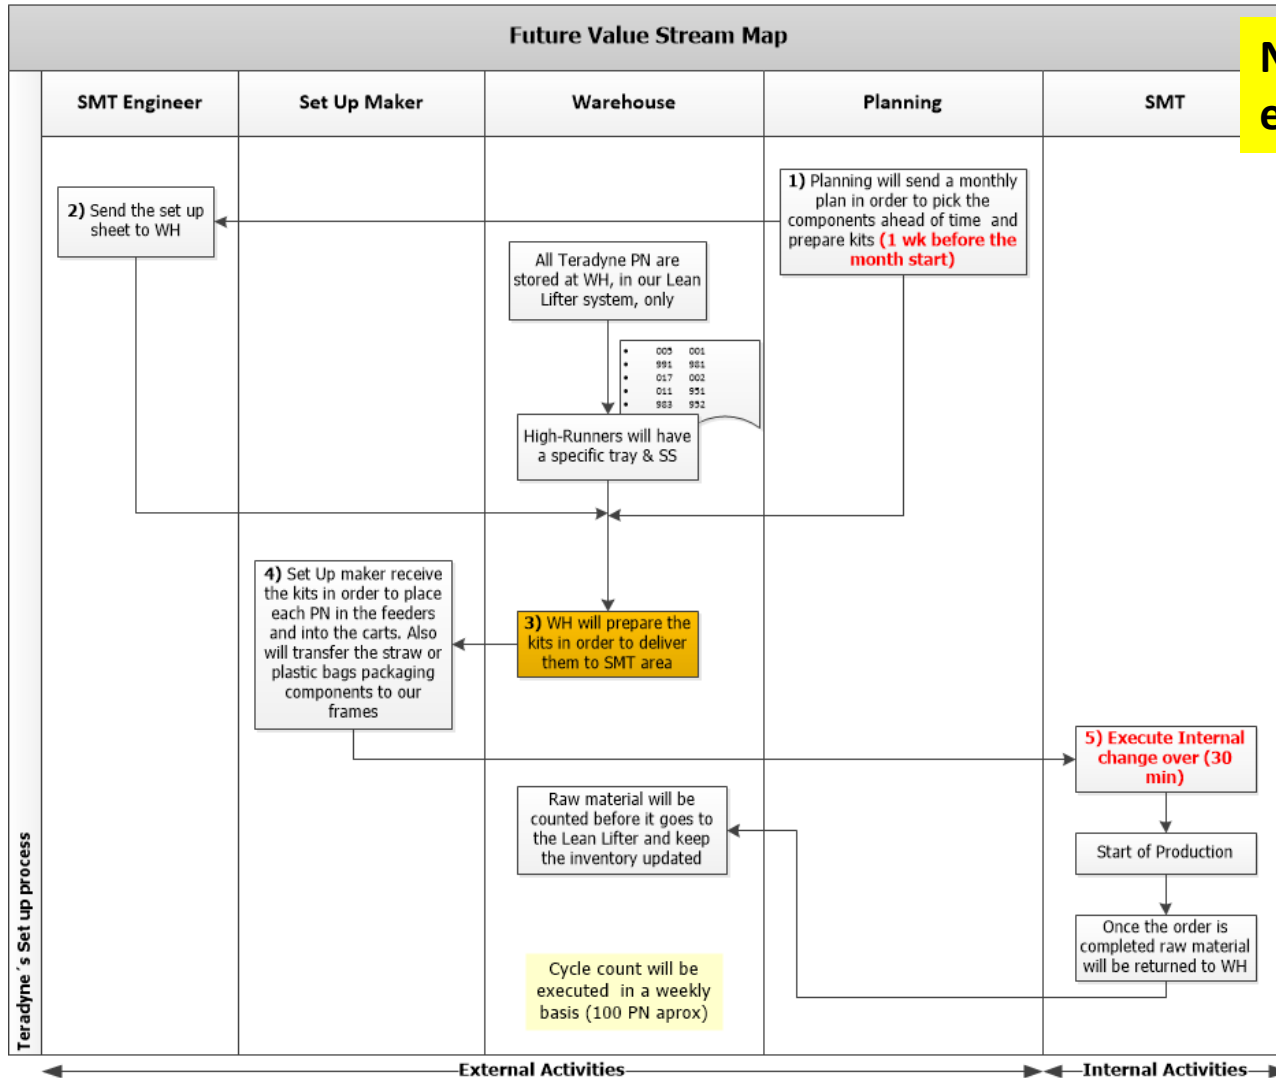 Future Value Stream Map
N
e
SMT Engineer
Set Up Maker
Warehouse
Planning
SMT
1) Planning will send a monthly
plan in order to pick the
components ahead of time and
prepare kits (1 wk before the
month start)
2) Send the set up
sheet to WH
All Teradyne PN are
stored at WH, in our Lean
Lifter system, only
• 005 001
• 991 981
• 017 002
• 011 951
• 983 952
High-Runners will have
a specific tray & SS
4) Set Up maker receive
the kits in order to place
each PN in the feeders
and into the carts. Also
will transfer the straw or
plastic bags packaging
components to our
frames
3) WH will prepare the
kits in order to deliver
them to SMT area
5) Execute Internal
change over (30
min)
Raw material will be
counted before it goes to
the Lean Lifter and keep
the inventory updated
Start of Production
Once the order is
completed raw material
will be returned to WH
Cycle count will be
executed in a weekly
basis (100 PN aprox)
Teradyne´s Set up process
External Activities
Internal Activities